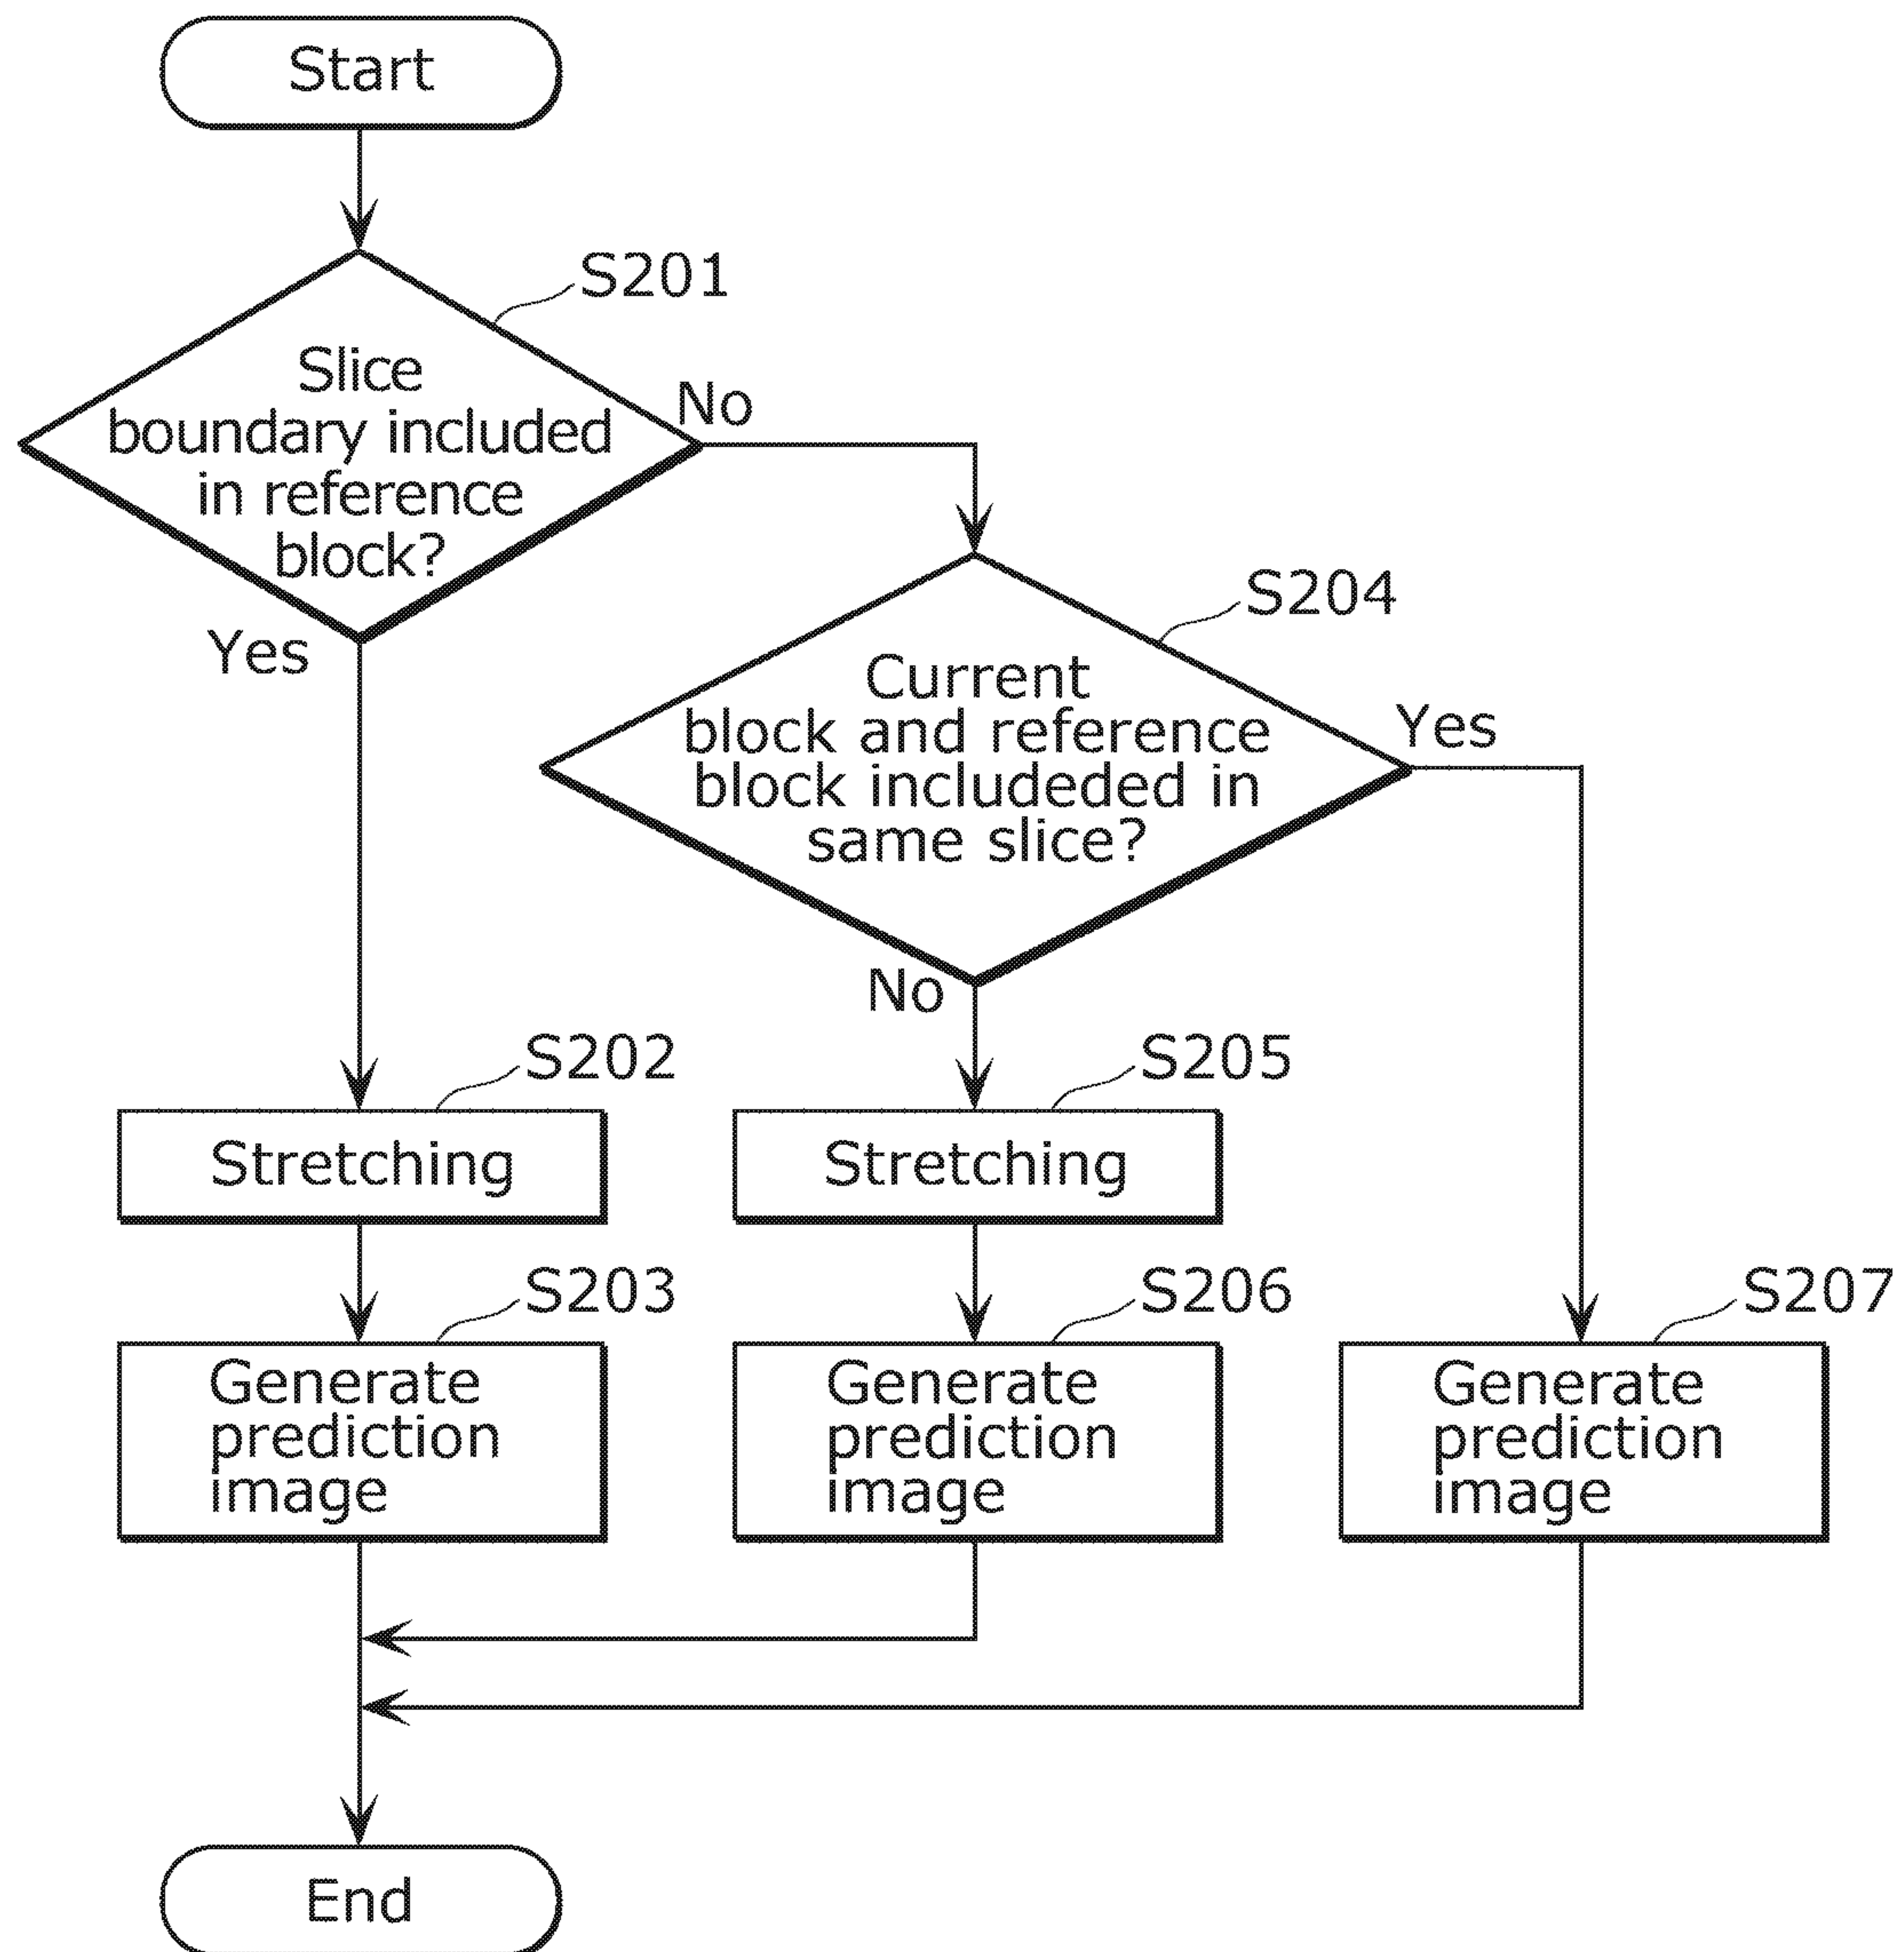 Start
S201
Slice
boundary included
in reference
block?
No
Yes
S204
Current
block and reference
block includeded in
same slice?
Yes
No
S202
Stretching
S205
Stretching
S203
Generate
prediction
image
S206
Generate
prediction
image
S207
Generate
prediction
image
End